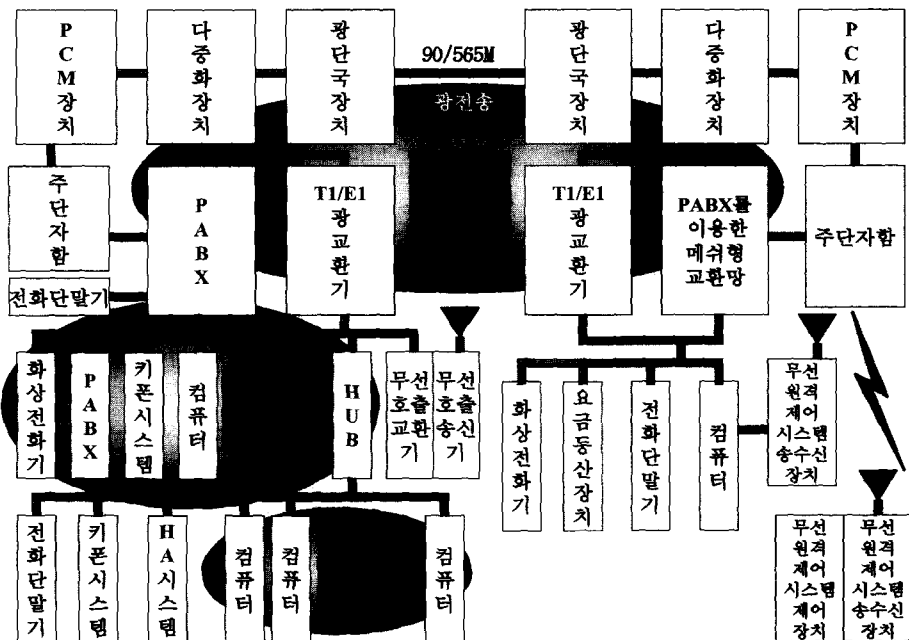 PCM장치
다중화장치
광단국장치
90/565M
광전송
광단국장치
다중화장치
PCM장치
주단자함
전화단말기
PABX
T1/E1
광교환기
T1/E1
광교환기
PABX를
이용한
메쉬형
교환망
주단자함
화상전화기
PABX
키폰시스템
컴퓨터
HUB
무선호출교환기
무선호출송신기
화상전화기
요금등산장치
전화단말기
컴퓨터
무선
원격
제어
시스템
송수신
장치
전화단말기
키폰시스템
HA시스템
컴퓨터
컴퓨터
컴퓨터
무선
원격
제어
시스템
제어
장치
무선
원격
제어
시스템
송수신
장치